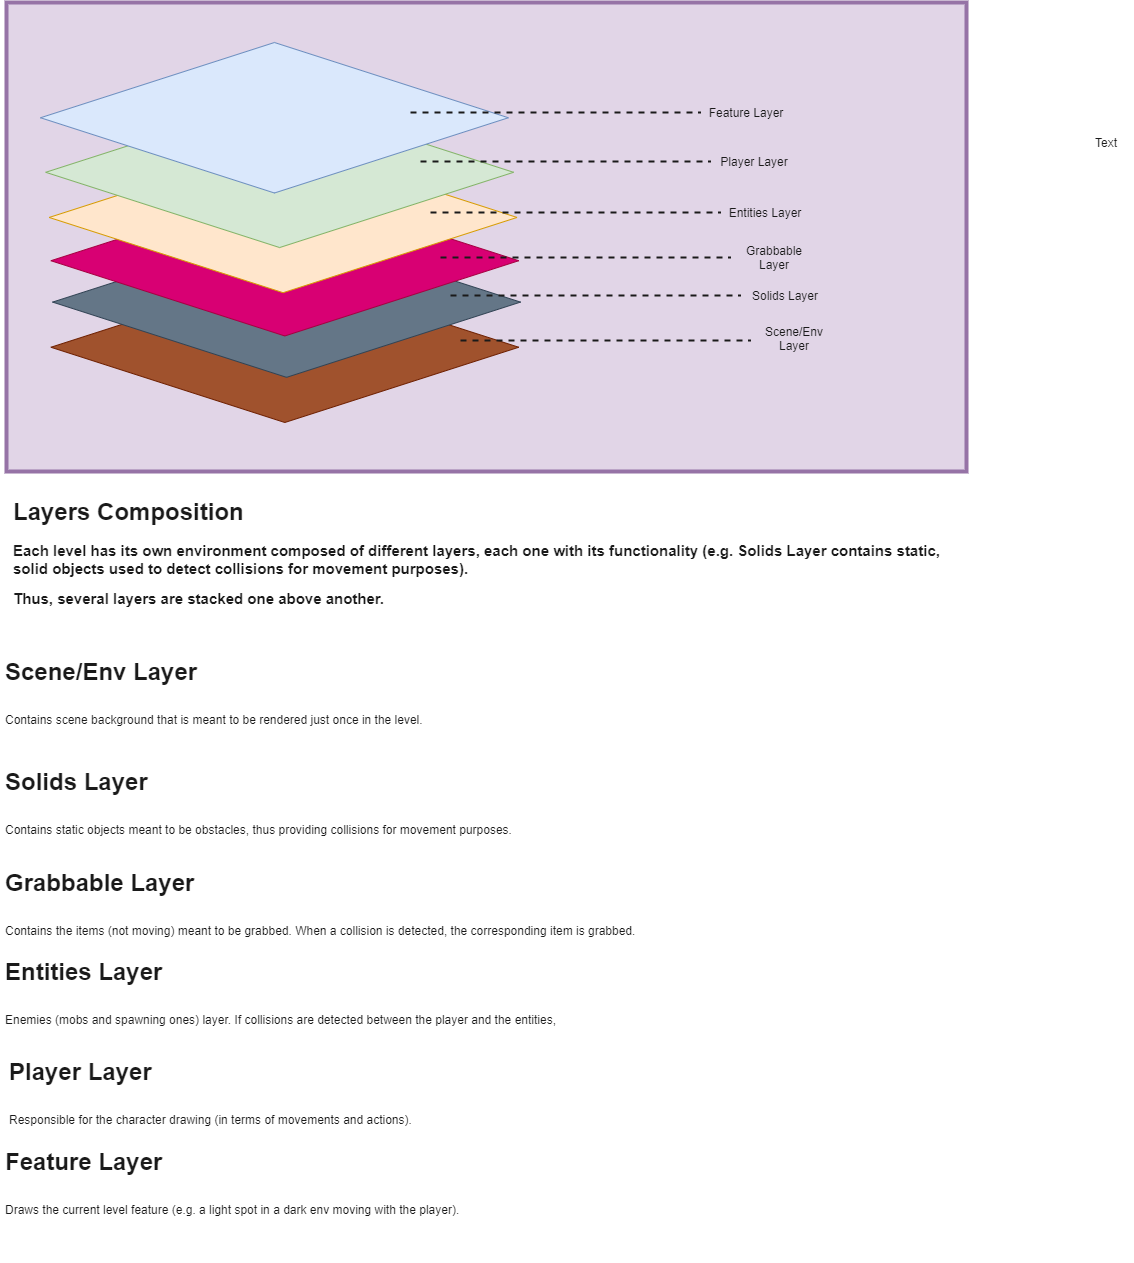 Feature Layer
Text
Player Layer
Entities Layer
Grabbable
Layer
Solids Layer
Scene/Env
Layer
Layers Composition
Each level has its own environment composed of different layers, each one with its functionality (e.g. Solids Layer contains static,
solid objects used to detect collisions for movement purposes).
Thus, several layers are stacked one above another.
Scene/Env Layer
Contains scene background that is meant to be rendered just once in the level.
Solids Layer
Contains static objects meant to be obstacles, thus providing collisions for movement purposes.
Grabbable Layer
Contains the items (not moving) meant to be grabbed. When a collision is detected, the corresponding item is grabbed.
Entities Layer
Enemies (mobs and spawning ones) layer. If collisions are detected between the player and the entities,
Player Layer
Responsible for the character drawing (in terms of movements and actions).
Feature Layer
Draws the current level feature (e.g. a light spot in a dark env moving with the player).